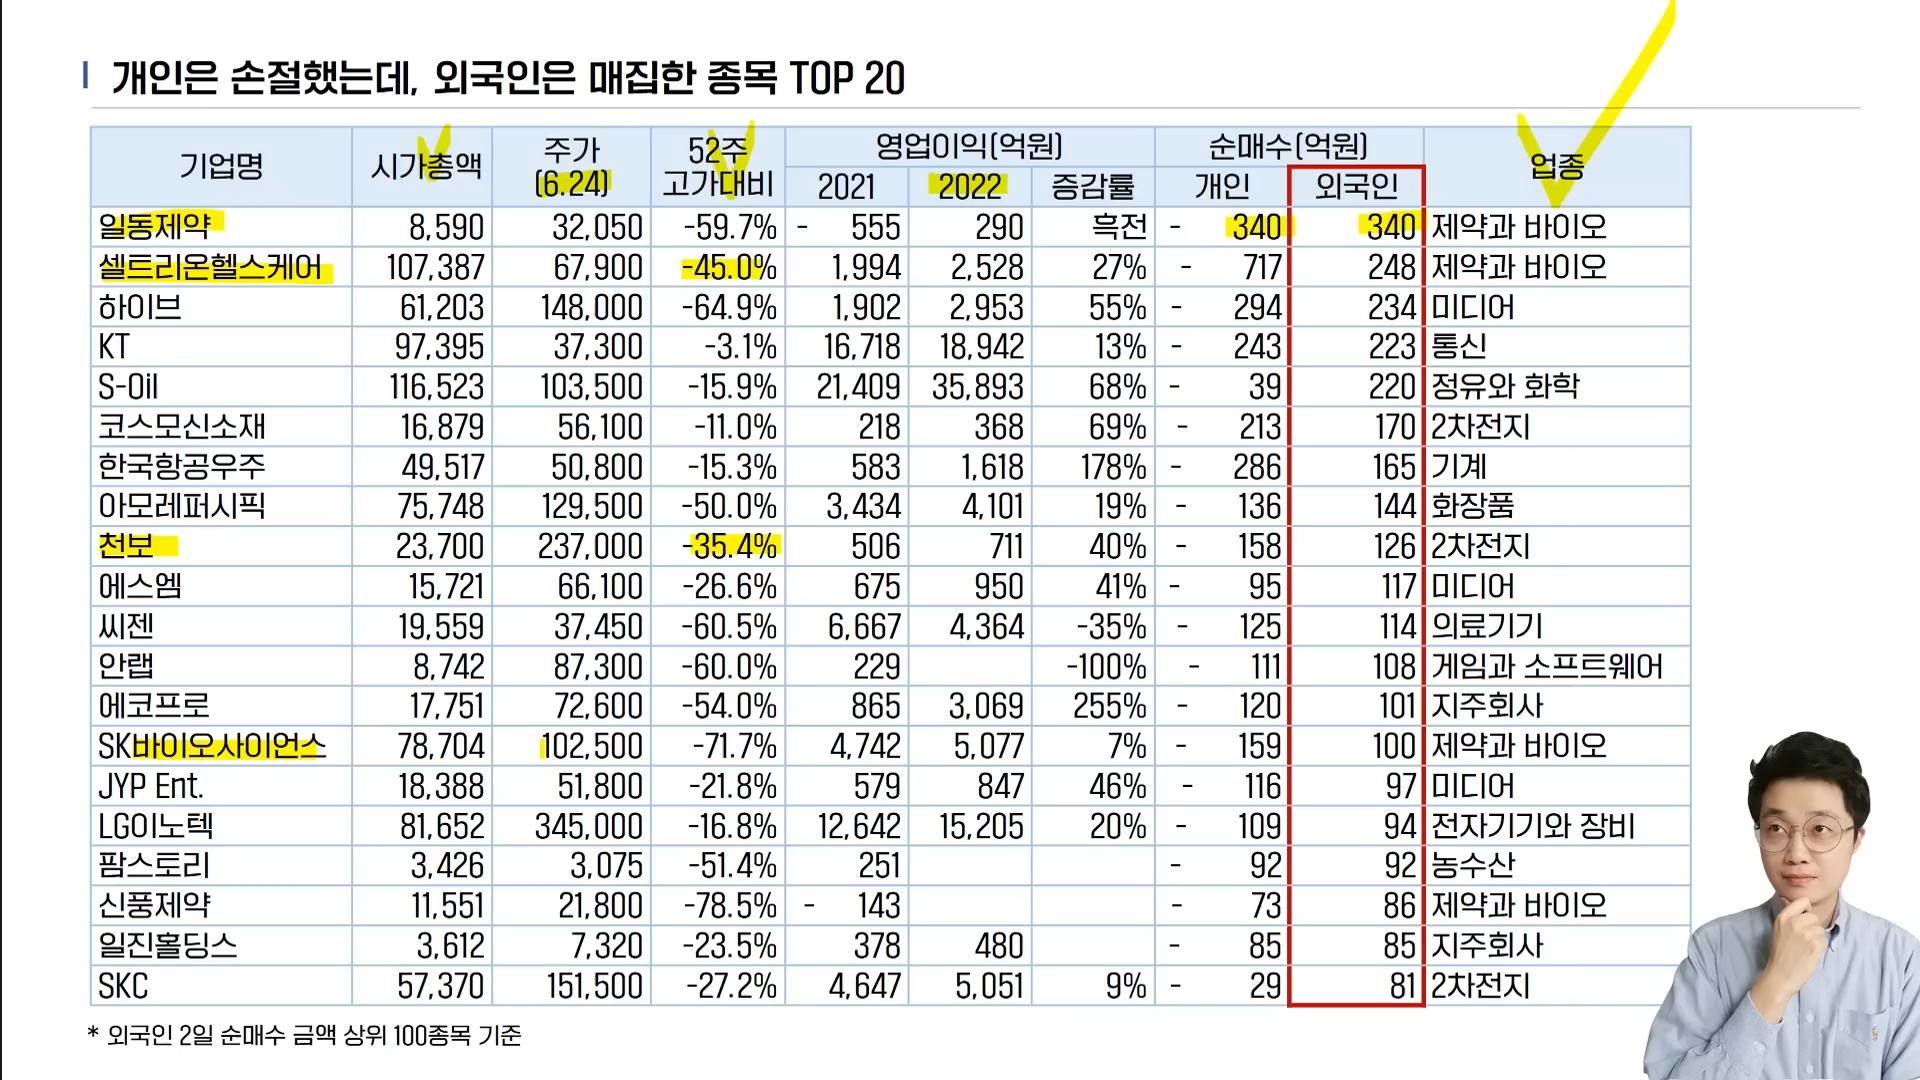 개인은 손절했는데, 외국인은 매집한 종목 TOP 20
기업명 시가총액 주가 (6.24) 52주 고가대비 영업이익(억원) 순매수(억원) 업종
2021 2022 증감률 개인 외국인
일동제약 8,590 32,050 -59.7% - 555 290 흑전 - 340 340 제약과 바이오
셀트리온헬스케어 107,387 67,900 -45.0% 1,994 2,528 27% - 717 248 제약과 바이오
하이브 61,203 148,000 -64.9% 1,902 2,953 55% - 294 234 미디어
KT 97,395 37,300 -3.1% 16,718 18,942 13% - 243 223 통신
S-Oil 116,523 103,500 -15.9% 21,409 35,893 68% - 39 220 정유와 화학
코스모신소재 16,879 56,100 -11.0% 218 368 69% - 213 170 2차전지
한국항공우주 49,517 50,800 -15.3% 583 1,618 178% - 286 165 기계
아모레퍼시픽 75,748 129,500 -50.0% 3,434 4,101 19% - 136 144 화장품
천보 23,700 237,000 -35.4% 506 711 40% - 158 126 2차전지
에스엠 15,721 66,100 -26.6% 675 950 41% - 95 117 미디어
씨젠 19,559 37,450 -60.5% 6,667 4,364 -35% - 125 114 의료기기
안랩 8,742 87,300 -60.0% 229 -100% - 111 108 게임과 소프트웨어
에코프로 17,751 72,600 -54.0% 865 3,069 255% - 120 101 지주회사
SK바이오사이언스 78,704 102,500 -71.7% 4,742 5,077 7% - 159 100 제약과 바이오
JYP Ent. 18,388 51,800 -21.8% 579 847 46% - 116 97 미디어
LG이노텍 81,652 345,000 -16.8% 12,642 15,205 20% - 109 94 전자기기와 장비
팜스토리 3,426 3,075 -51.4% 251 - 92 92 농수산
신풍제약 11,551 21,800 -78.5% - 143 - 73 86 제약과 바이오
일진홀딩스 3,612 7,320 -23.5% 378 480 - 85 85 지주회사
SKC 57,370 151,500 -27.2% 4,647 5,051 9% - 29 81 2차전지
* 외국인 2일 순매수 금액 상위 100종목 기준